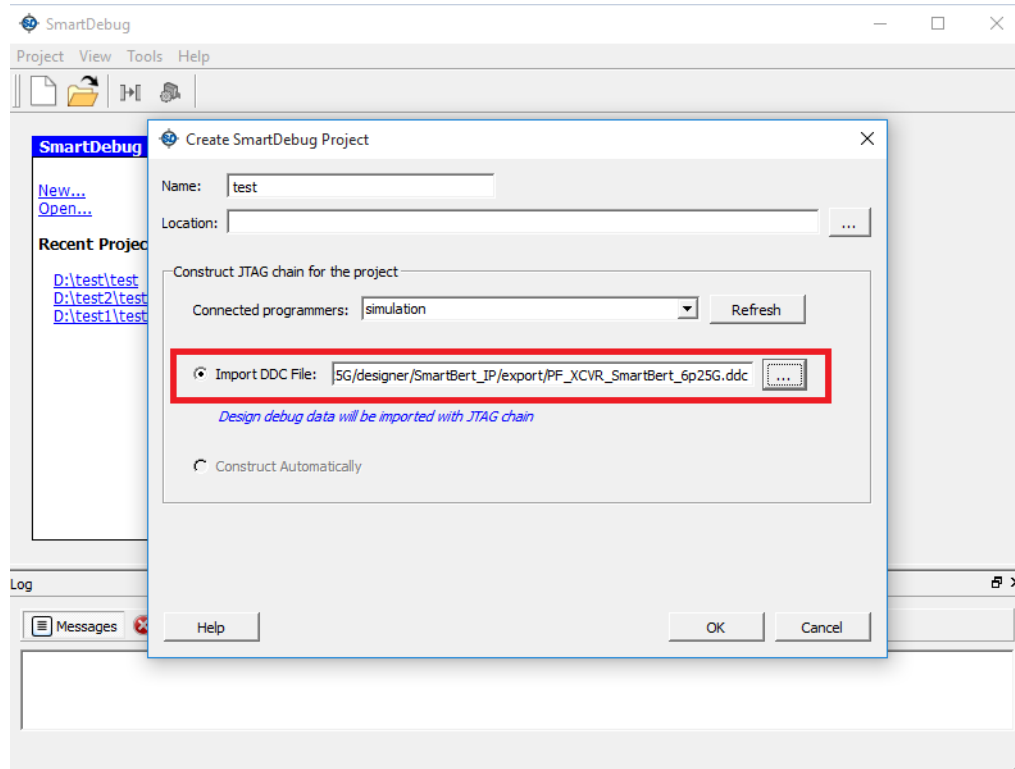 SmartDebug
Project View Tools Help
SmartDebug
New...
Open...
Recent Projec
D:\test\test
D:\test2\test
D:\test1\test
Create SmartDebug Project
Name: test
Location: ...
Construct JTAG chain for the project
Connected programmers: simulation Refresh
Import DDC File: 5G/designer/SmartBert_IP/export/PF_XCVR_SmartBert_6p25G.ddc ...
Design debug data will be imported with JTAG chain
Construct Automatically
Help OK Cancel
Log
Messages